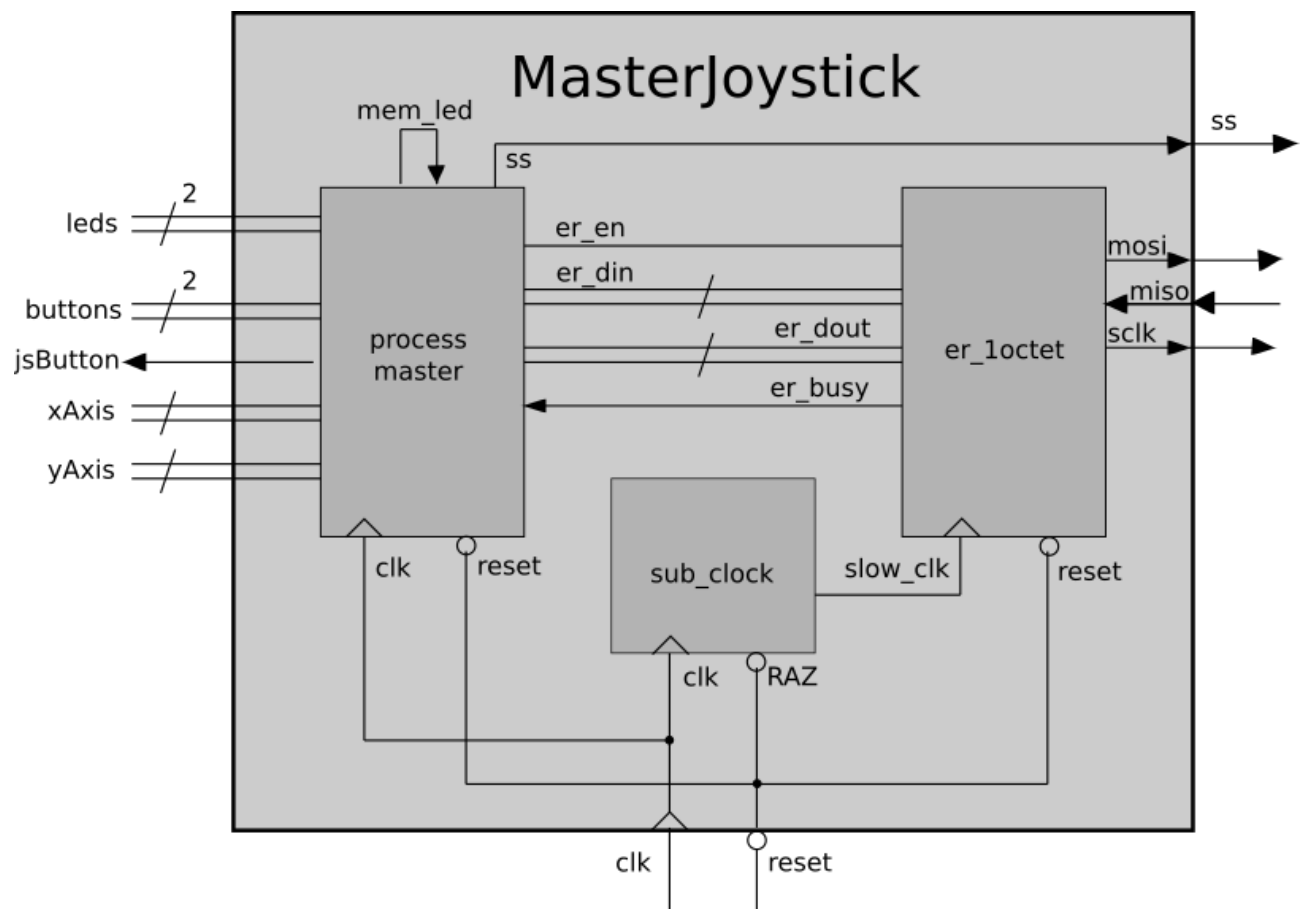 MasterJoystick
mem_led
ss
ss
2
leds
er_en
mosi
er_din
miso
2
buttons
er_dout
sclk
process
master
er_1octet
jsButton
er_busy
xAxis
yAxis
clk
reset
sub_clock
slow_clk
reset
clk
RAZ
clk
reset